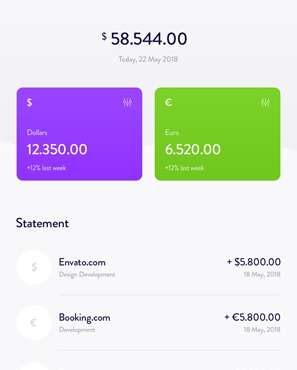 $ 58.544.00
Today, 22 May 2018
$
€
Dollars
Euro
12.350.00
6.520.00
+12% last week
+12% last week
Statement
$
Envato.com
+ $5.800.00
Design Development
18 May, 2018
€
Booking.com
+ €5.800.00
Development
18 May, 2018